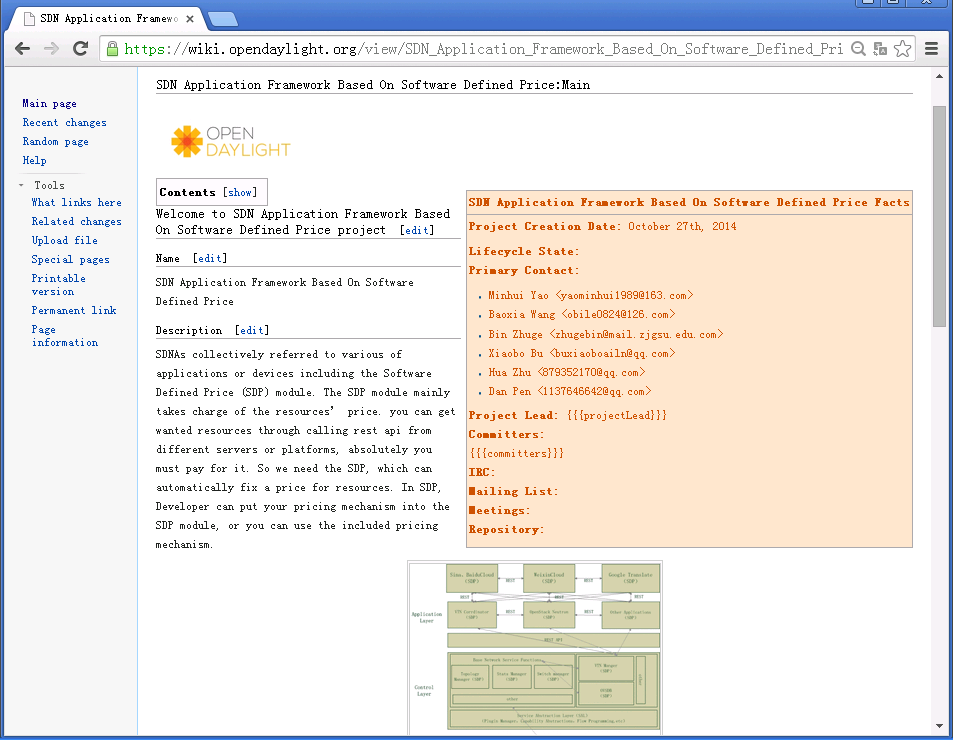 SDN Application Framewo
https://wiki.opendaylight.org/view/SDN_Application_Framework_Based_On_Software_Defined_Pri
Main page
Recent changes
Random page
Help
Tools
What links here
Related changes
Upload file
Special pages
Printable
version
Permanent link
Page
information
SDN Application Framework Based On Software Defined Price:Main
OPEN
DAYLIGHT
Contents [show]
Welcome to SDN Application Framework Based
On Software Defined Price project [edit]
Name [edit]
SDN Application Framework Based On Software
Defined Price
Description [edit]
SDNAs collectively referred to various of
applications or devices including the Software
Defined Price (SDP) module. The SDP module mainly
takes charge of the resources' price. you can get
wanted resources through calling rest api from
different servers or platforms, absolutely you
must pay for it. So we need the SDP, which can
automatically fix a price for resources. In SDP,
Developer can put your pricing mechanism into the
SDP module, or you can use the included pricing
mechanism.
SDN Application Framework Based On Software Defined Price Facts
Project Creation Date: October 27th, 2014
Lifecycle State:
Primary Contact:
Minhui Yao <yaominhui1989@163.com>
Baoxia Wang <obile0824@126.com>
Bin Zhuge <zhugebin@mail.zjgsu.edu.com>
Xiaobo Bu <buxiaoboailn@qq.com>
Hua Zhu <879352170@qq.com>
Dan Pen <1137646642@qq.com>
Project Lead: {{{projectLead}}}
Committers:
{{{committers}}}
IRC:
Mailing List:
Meetings:
Repository:
Sina, BaiduCloud
(SDP)
REST
WeixinCloud
(SDP)
REST
Google Translate
(SDP)
REST
REST
REST
Application
Layer
VTN Coordinator
(SDP)
REST
OpenStack Neutron
(SDP)
REST
Other Applications
(SDP)
REST API
Control
Layer
Base Network Service Functions
Topology
Manager (SDP)
State Manager
(SDP)
Switch manager
(SDP)
VTN Manger
(SDP)
OVSDB
(SDP)
Service Abstraction Layer (SAL)
(Plugin Manager, Capability Abstractions, Flow Programming,etc)